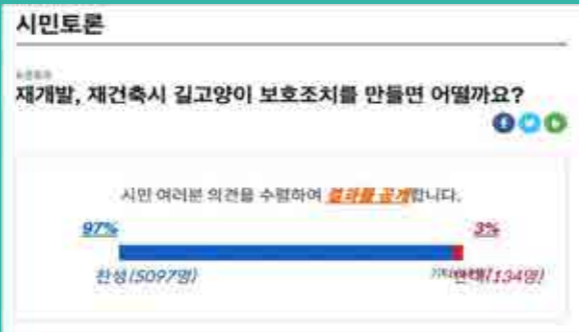 시민토론
재개발, 재건축시 길고양이 보호조치를 만들면 어떨까요?
시민 여러분 의견을 수렴하여 결과를 공개합니다.
97% 3%
찬성(5097명) 반대(134명)